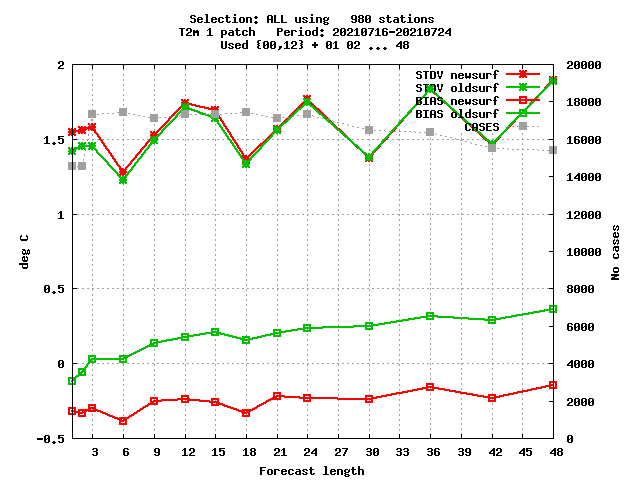 Selection: ALL using   980 stations
T2m 1 patch   Period: 20210716-20210724
Used {00,12} + 01 02 ... 48
STDV newsurf
STDV oldsurf
BIAS newsurf
BIAS oldsurf
CASES
2
1.5
1
0.5
0
-0.5
deg C
20000
18000
16000
14000
12000
10000
8000
6000
4000
2000
0
No cases
3 6 9 12 15 18 21 24 27 30 33 36 39 42 45 48
Forecast length